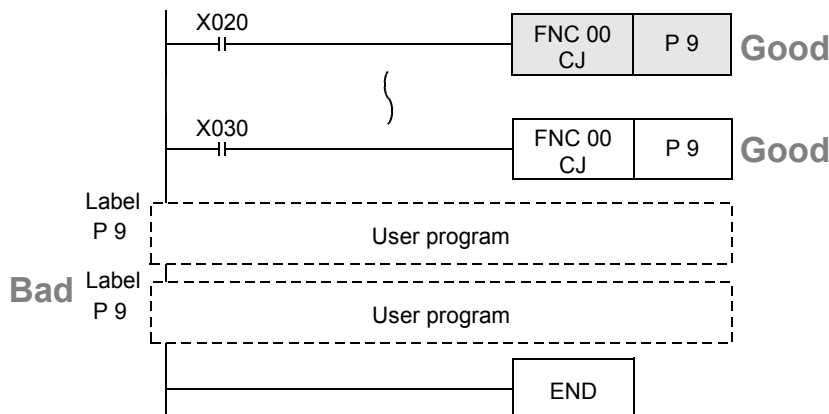 X020
FNC 00
CJ
P 9
Good
X030
FNC 00
CJ
P 9
Good
Label
P 9
User program
Bad
Label
P 9
User program
END